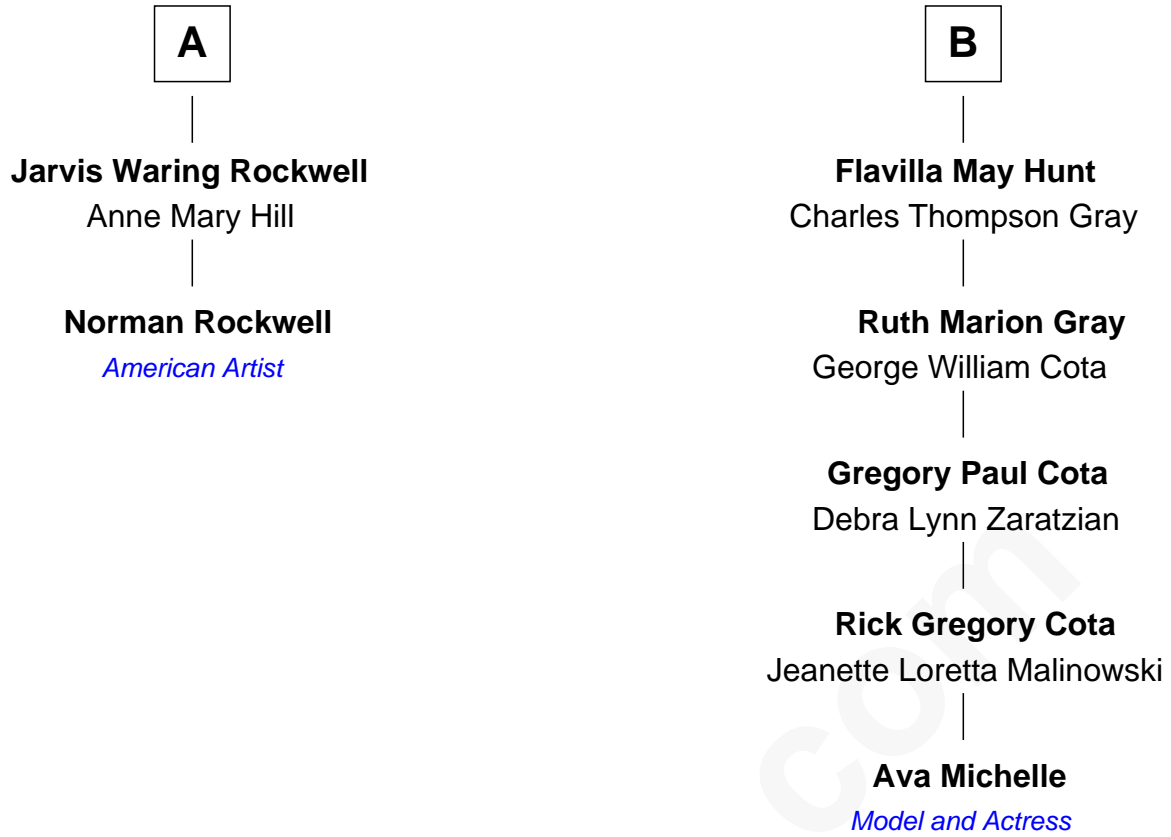 A
Jarvis Waring Rockwell
Anne Mary Hill
Norman Rockwell
American Artist
B
Flavilla May Hunt
Charles Thompson Gray
Ruth Marion Gray
George William Cota
Gregory Paul Cota
Debra Lynn Zaratzian
Rick Gregory Cota
Jeanette Loretta Malinowski
Ava Michelle
Model and Actress
com